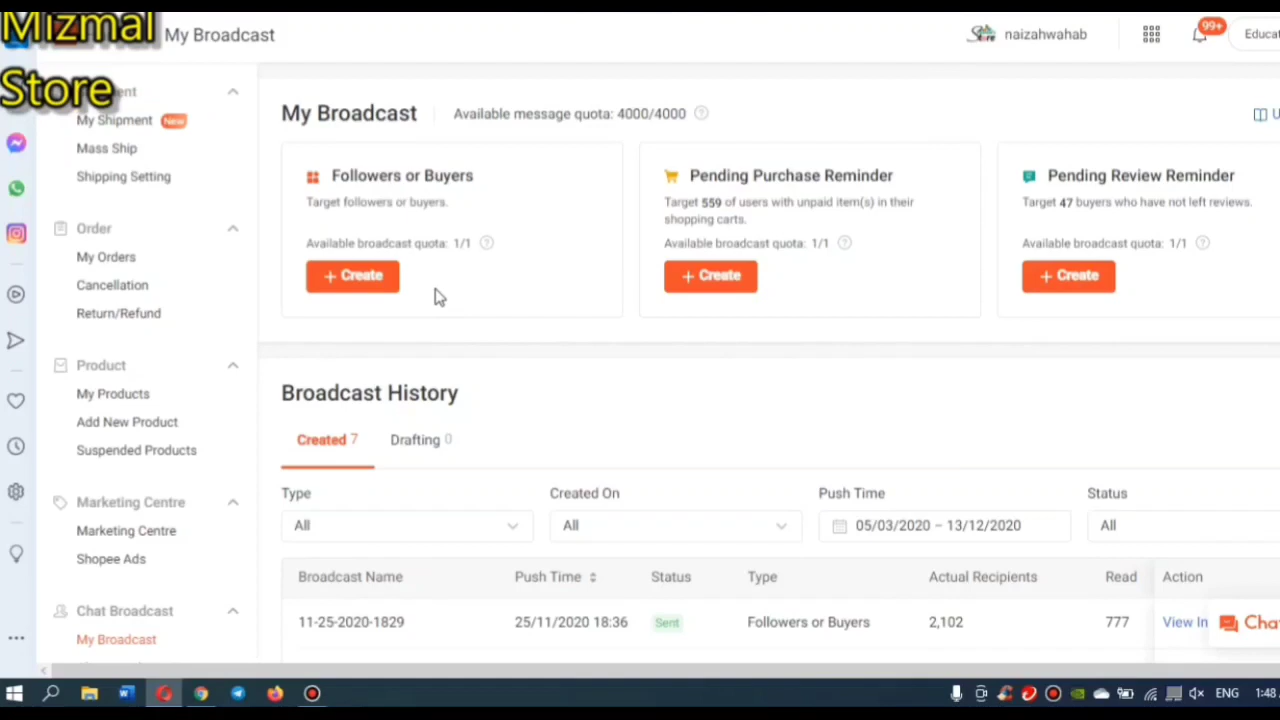 Mizmal
Store
My Broadcast
naizahwahab
99+
My Shipment New
Mass Ship
Shipping Setting
Order
My Orders
Cancellation
Return/Refund
Product
My Products
Add New Product
Suspended Products
Marketing Centre
Marketing Centre
Shopee Ads
Chat Broadcast
My Broadcast
My Broadcast
Available message quota: 4000/4000 ?
Followers or Buyers
Target followers or buyers.
Available broadcast quota: 1/1 ?
+ Create
Pending Purchase Reminder
Target 559 of users with unpaid item(s) in their
shopping carts.
Available broadcast quota: 1/1 ?
+ Create
Pending Review Reminder
Target 47 buyers who have not left reviews.
Available broadcast quota: 1/1 ?
+ Create
Broadcast History
Created 7 Drafting 0
Type Created On Push Time Status
All All 05/03/2020 – 13/12/2020 All
Broadcast Name Push Time Status Type Actual Recipients Read Action
11-25-2020-1829 25/11/2020 18:36 Sent Followers or Buyers 2,102 777 View In
ENG 1:48